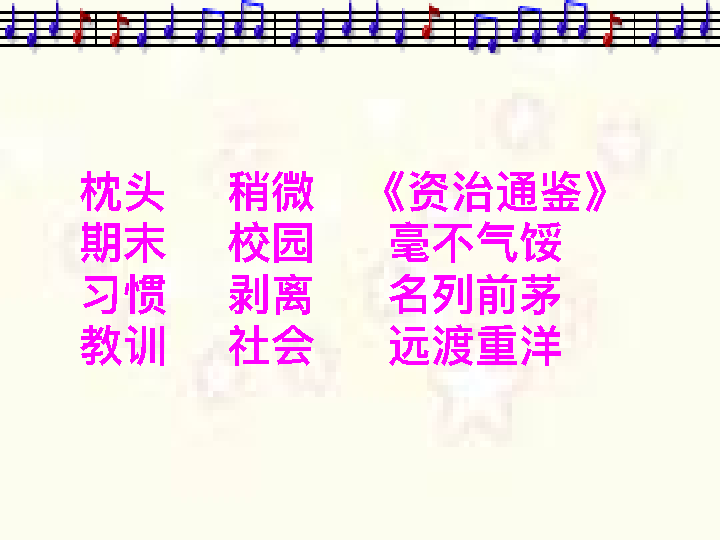 枕头 稍微 《资治通鉴》
期末 校园 毫不气馁
习惯 剥离 名列前茅
教训 社会 远渡重洋